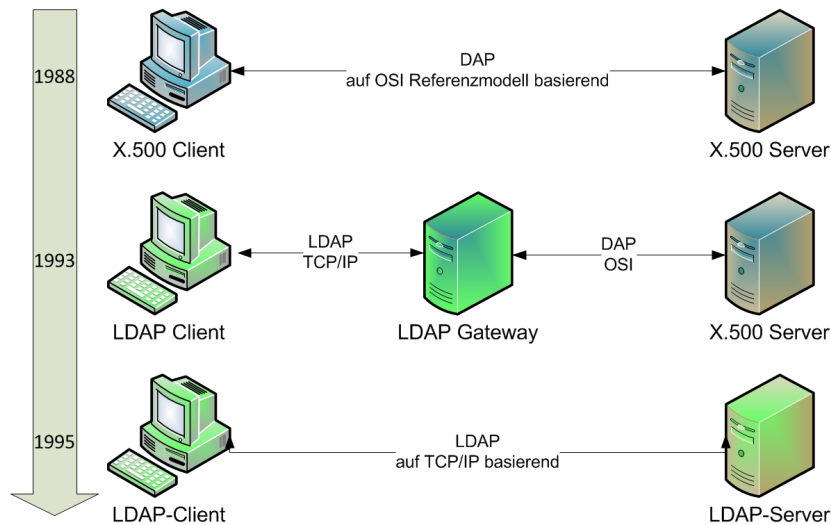 1988
DAP
auf OSI Referenzmodell basierend
X.500 Client
X.500 Server
1993
LDAP
TCP/IP
DAP
OSI
LDAP Client
LDAP Gateway
X.500 Server
1995
LDAP
auf TCP/IP basierend
LDAP-Client
LDAP-Server